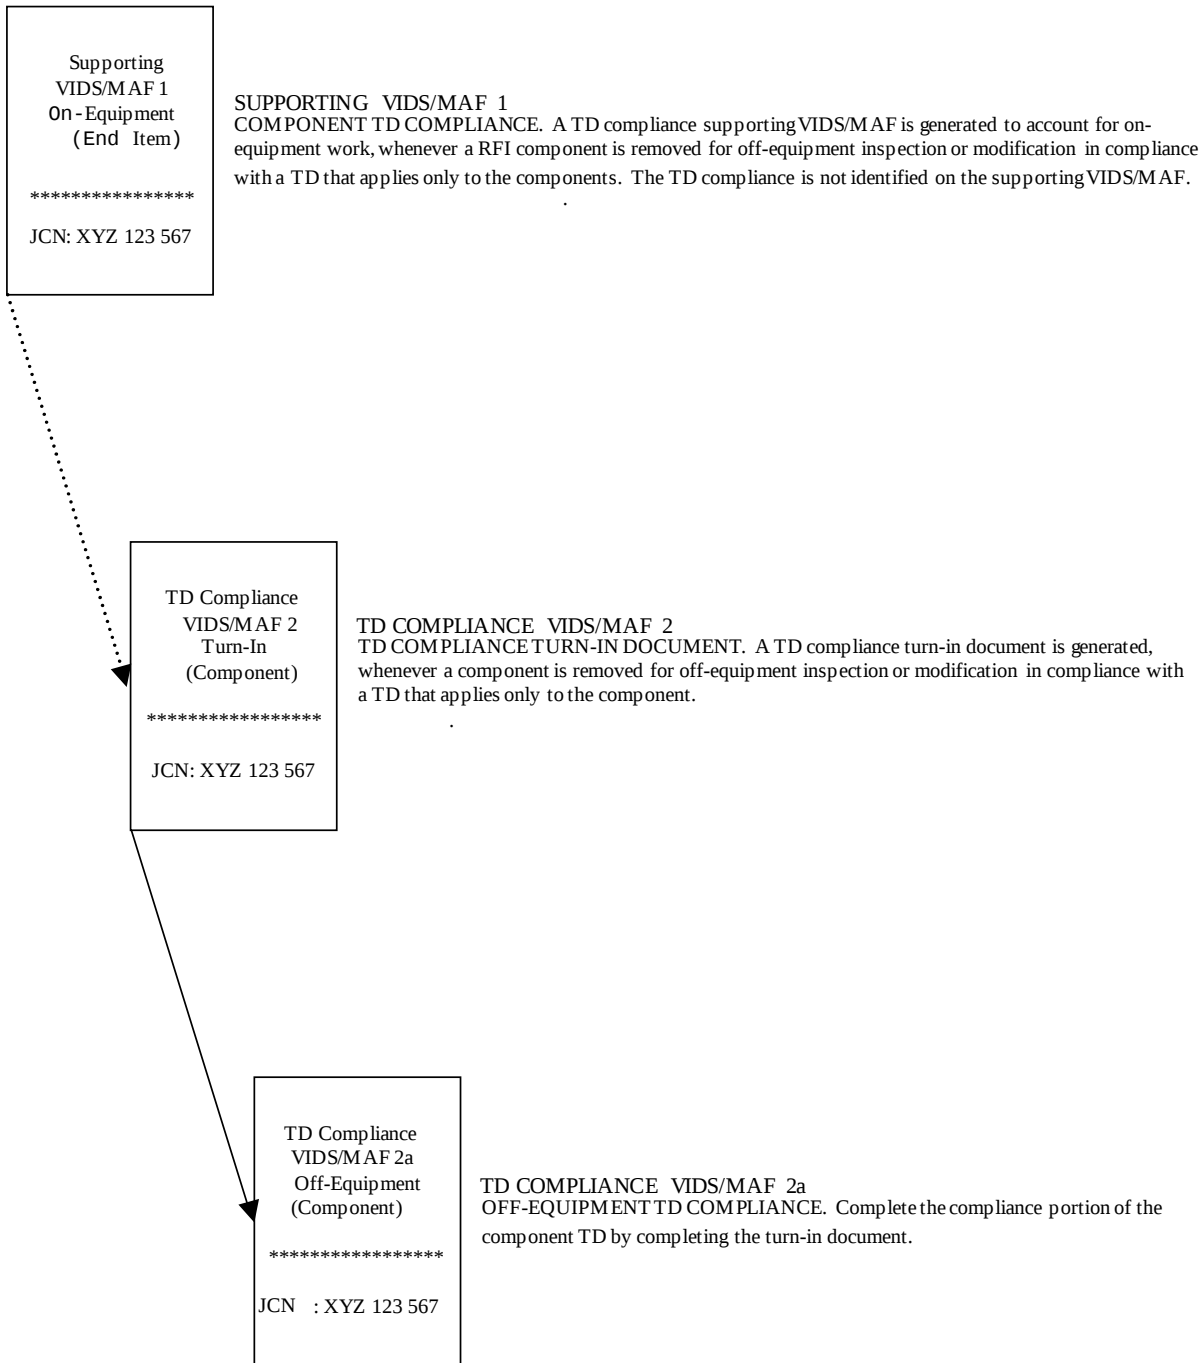 Supporting
VIDS/MAF 1
On-Equipment
(End Item)
****************
JCN: XYZ 123 567
SUPPORTING VIDS/MAF 1
COMPONENT TD COMPLIANCE. A TD compliance supporting VIDS/MAF is generated to account for on-
equipment work, whenever a RFI component is removed for off-equipment inspection or modification in compliance
with a TD that applies only to the components. The TD compliance is not identified on the supporting VIDS/MAF.
.
TD Compliance
VIDS/MAF 2
Turn-In
(Component)
*****************
JCN: XYZ 123 567
TD COMPLIANCE VIDS/MAF 2
TD COMPLIANCE TURN-IN DOCUMENT. A TD compliance turn-in document is generated,
whenever a component is removed for off-equipment inspection or modification in compliance with
a TD that applies only to the component.
.
TD Compliance
VIDS/MAF 2a
Off-Equipment
(Component)
*****************
JCN : XYZ 123 567
TD COMPLIANCE VIDS/MAF 2a
OFF-EQUIPMENT TD COMPLIANCE. Complete the compliance portion of the
component TD by completing the turn-in document.